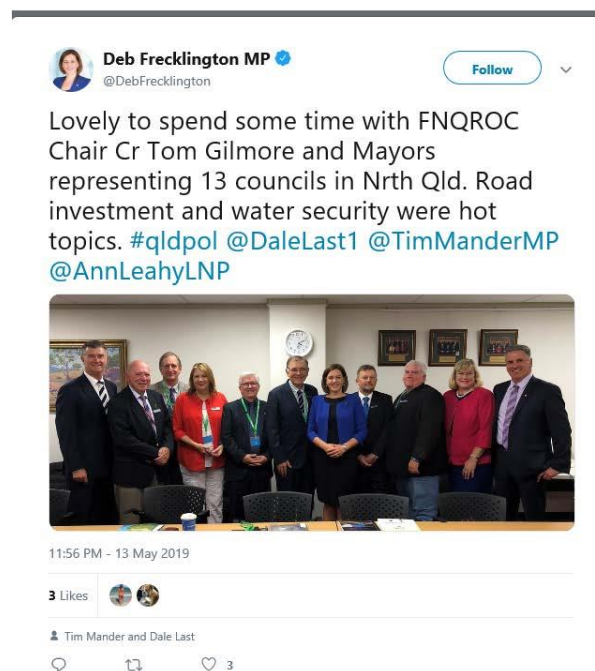 Deb Frecklington MP
@DebFrecklington
Follow
Lovely to spend some time with FNQROC
Chair Cr Tom Gilmore and Mayors
representing 13 councils in Nrth Qld. Road
investment and water security were hot
topics. #qldpol @DaleLast1 @TimManderMP
@AnnLeahyLNP
11:56 PM - 13 May 2019
3 Likes
Tim Mander and Dale Last
3